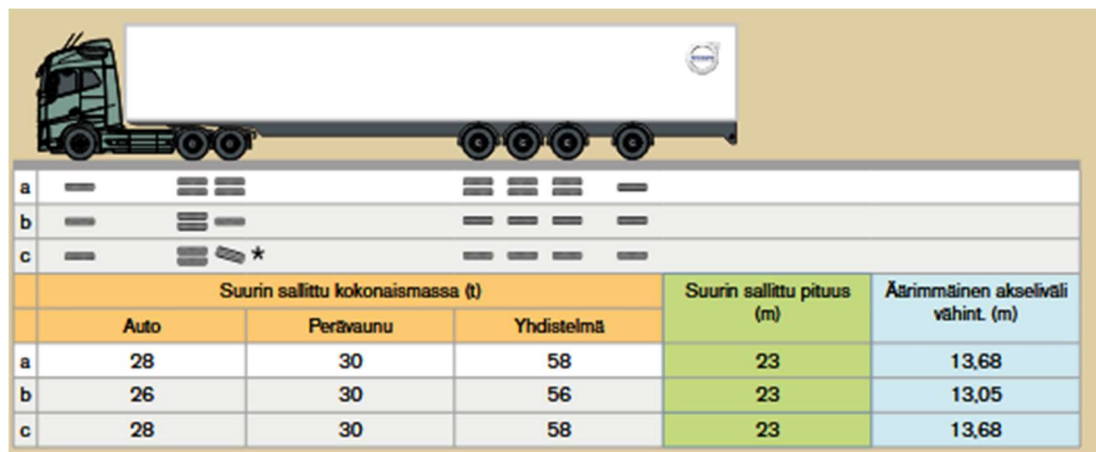 a
b
c *
Suurin sallittu kokonaismassa (t) Suurin sallittu pituus (m) Äärimmäinen akseliväli vähint. (m)
Auto Perävaunu Yhdistelmä
a 28 30 58 23 13,68
b 26 30 56 23 13,05
c 28 30 58 23 13,68